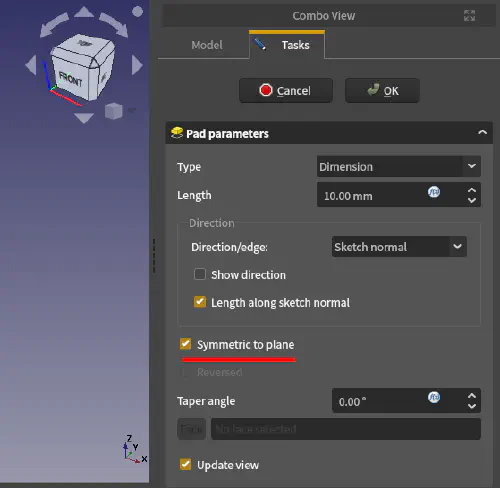 Combo View
Model
Tasks
Cancel
OK
FRONT
Pad parameters
Type
Dimension
Length
10.00 mm
f(x)
Direction
Direction/edge:
Sketch normal
Show direction
Length along sketch normal
Symmetric to plane
Reversed
Taper angle
0.00 °
f(x)
Face
No face selected
Update view
Z
Y
X